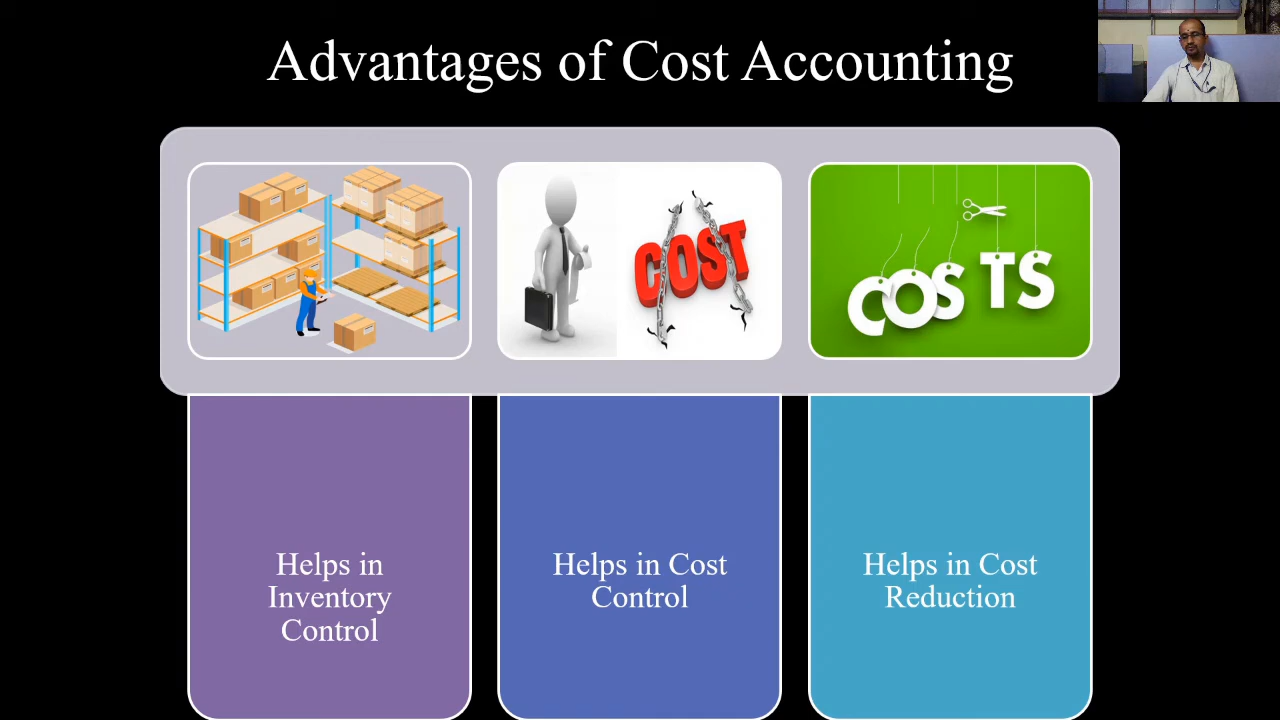 Advantages of Cost Accounting
COST
COSTS
Helps in
Inventory
Control
Helps in Cost
Control
Helps in Cost
Reduction